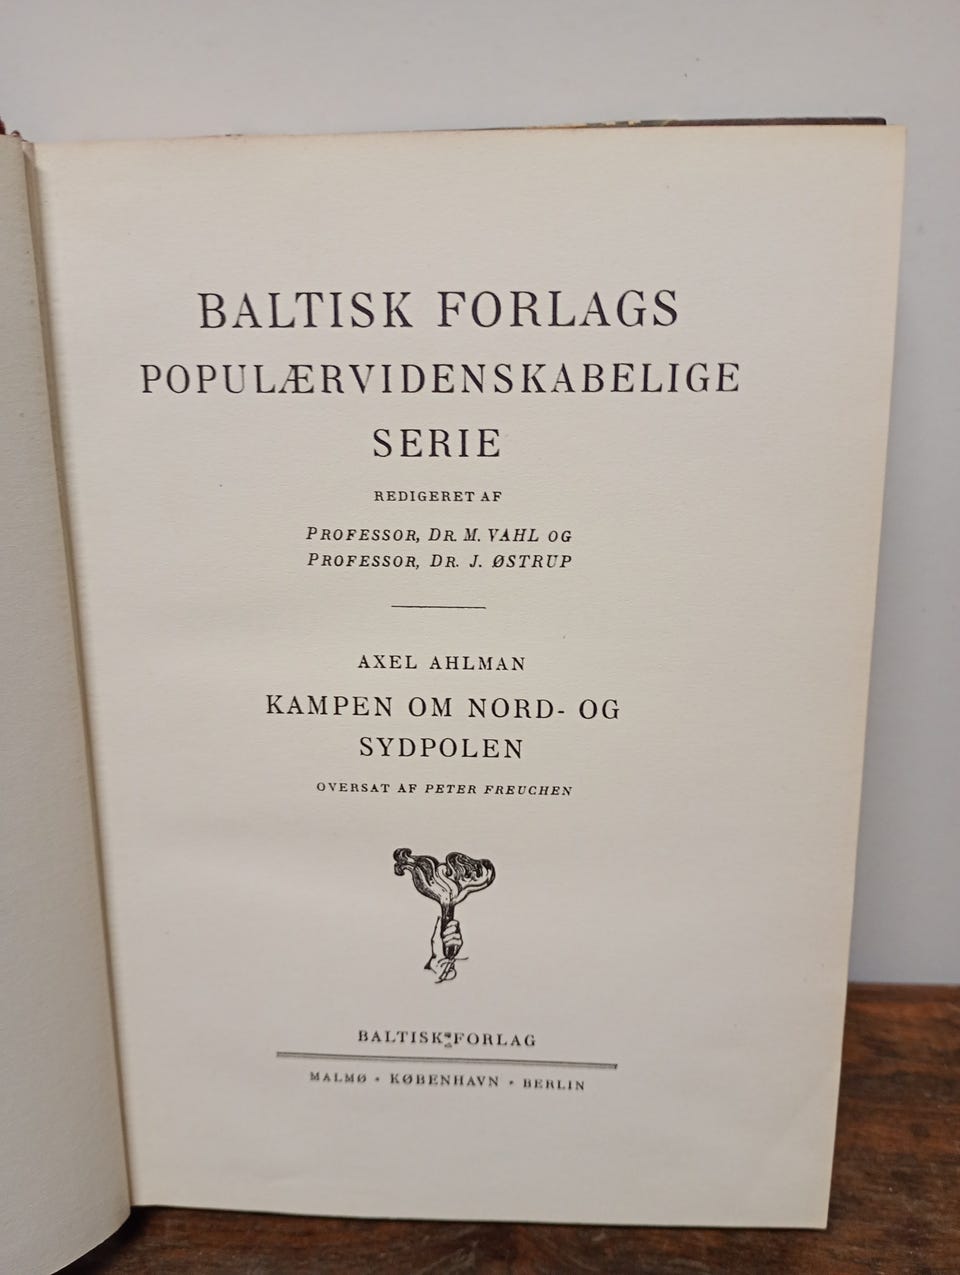 BALTISK FORLAGS
POPULÆRVIDENSKABELIGE
SERIE
REDIGERET AF
PROFESSOR, DR. M. VAHL OG
PROFESSOR, DR. J. ØSTRUP
AXEL AHLMAN
KAMPEN OM NORD- OG
SYDPOLEN
OVERSAT AF PETER FREUCHEN
BALTISK FORLAG
MALMØ · KØBENHAVN · BERLIN